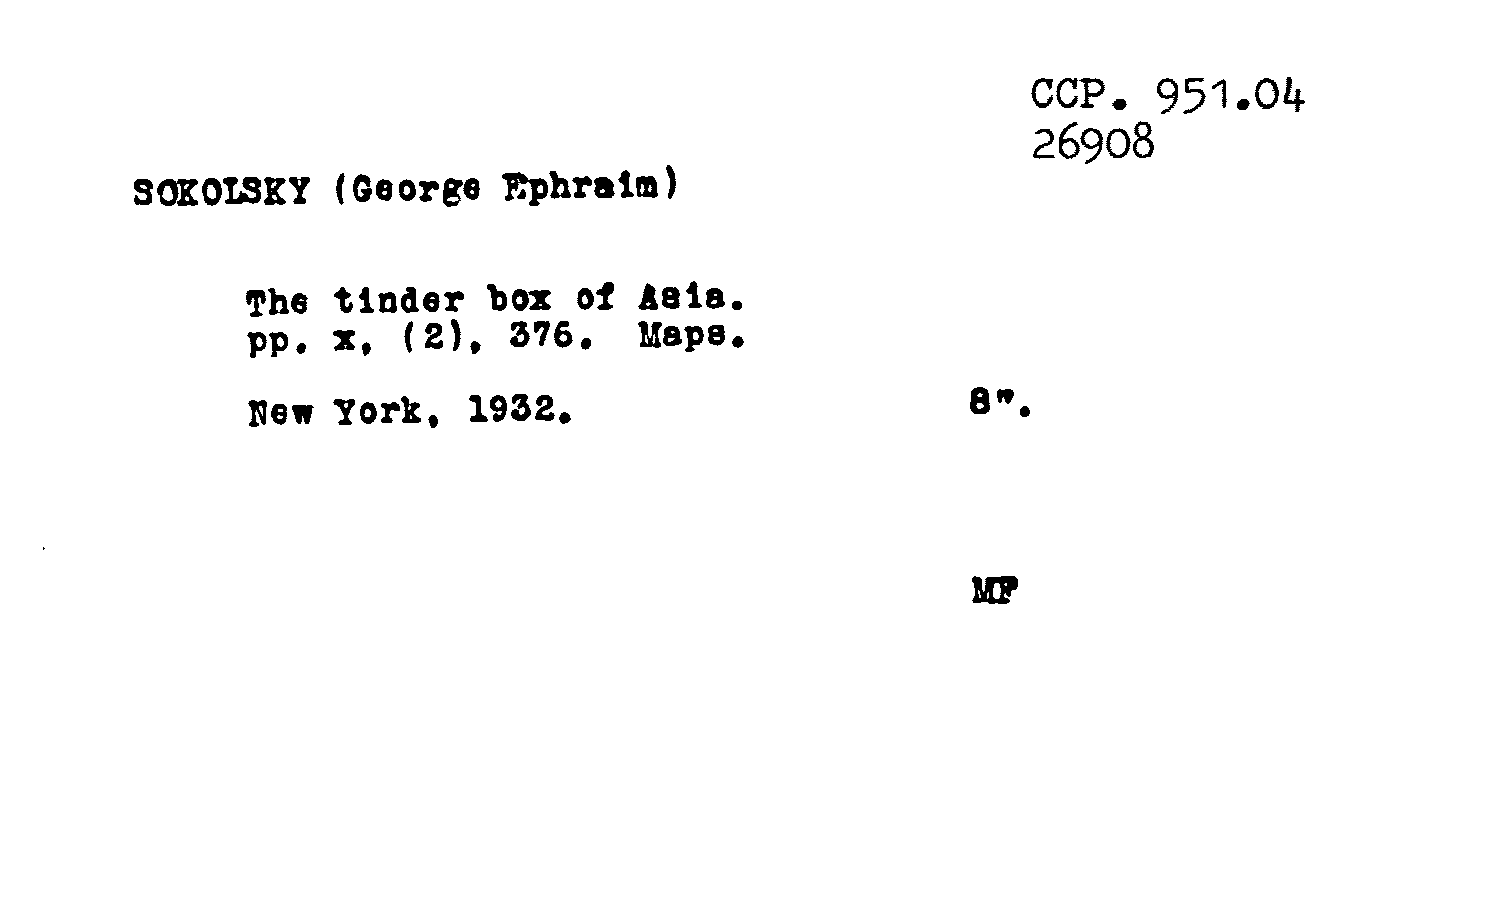 CCP. 951.04
26908
SOKOLSKY (George Ephraim)
The tinder box of Asia.
pp. x, (2), 376. Maps.
New York, 1932. 8".
MF